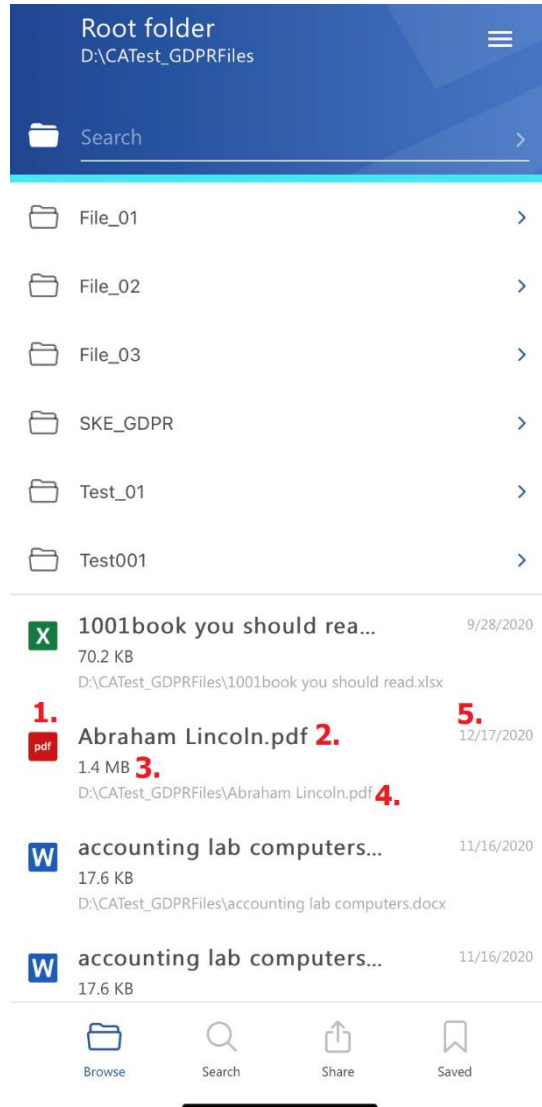 Root folder
D:\CATest_GDPRFiles
Search
File_01
File_02
File_03
SKE_GDPR
Test_01
Test001
X 1001book you should rea... 9/28/2020
70.2 KB
D:\CATest_GDPRFiles\1001book you should read.xlsx
1. 5.
pdf Abraham Lincoln.pdf 2. 12/17/2020
1.4 MB 3.
D:\CATest_GDPRFiles\Abraham Lincoln.pdf 4.
W accounting lab computers... 11/16/2020
17.6 KB
D:\CATest_GDPRFiles\accounting lab computers.docx
W accounting lab computers... 11/16/2020
17.6 KB
Browse Search Share Saved